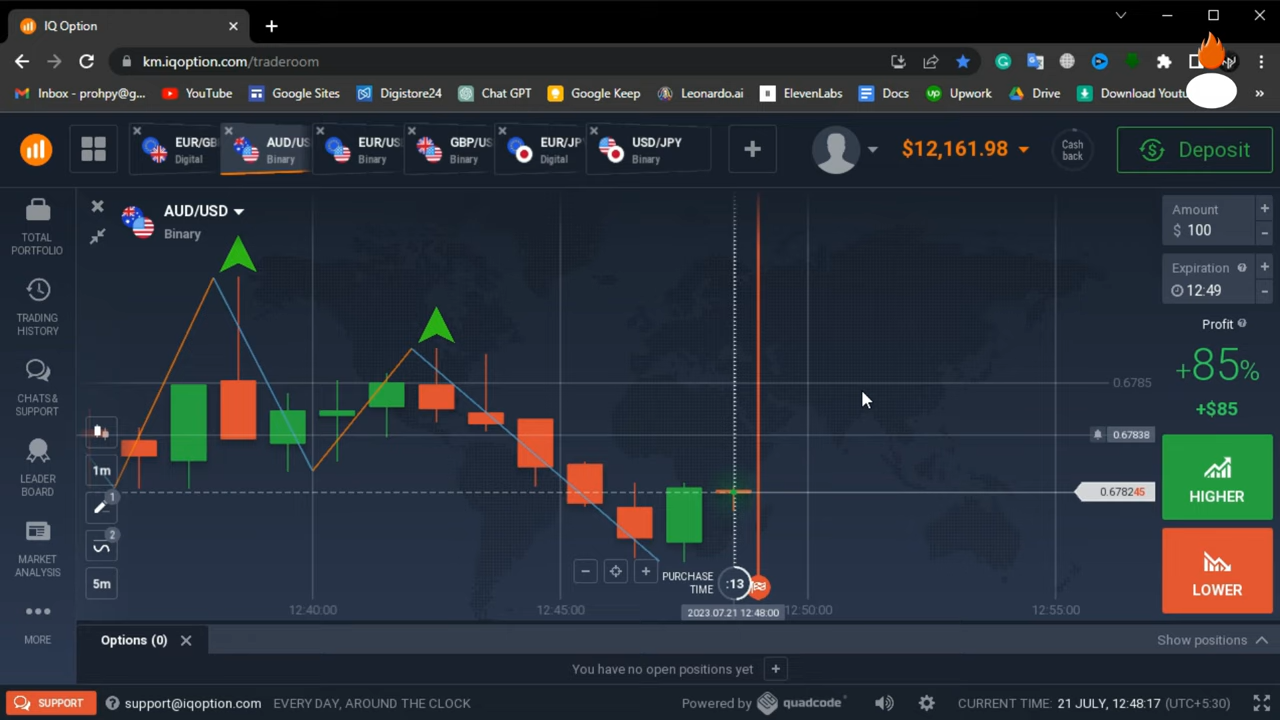 IQ Option
km.iqoption.com/traderoom
Inbox - prohpy@g...
YouTube
Google Sites
Digistore24
Chat GPT
Google Keep
Leonardo.ai
ElevenLabs
Docs
Upwork
Drive
Download Youtu
EUR/GB
Digital
AUD/US
Binary
EUR/US
Binary
GBP/US
Binary
EUR/JP
Digital
USD/JPY
Binary
$12,161.98
Cash
back
Deposit
TOTAL
PORTFOLIO
TRADING
HISTORY
CHATS &
SUPPORT
LEADER
BOARD
MARKET
ANALYSIS
MORE
AUD/USD
Binary
1m
1
2
5m
0.6785
0.67838
0.678245
PURCHASE
TIME
:13
12:40:00
12:45:00
2023.07.21 12:48:00
12:50:00
12:55:00
Amount
$ 100
Expiration
12:49
Profit
+85%
+$85
HIGHER
LOWER
Options (0)
Show positions
You have no open positions yet
SUPPORT
support@iqoption.com
EVERY DAY, AROUND THE CLOCK
Powered by quadcode
CURRENT TIME: 21 JULY, 12:48:17 (UTC+5:30)